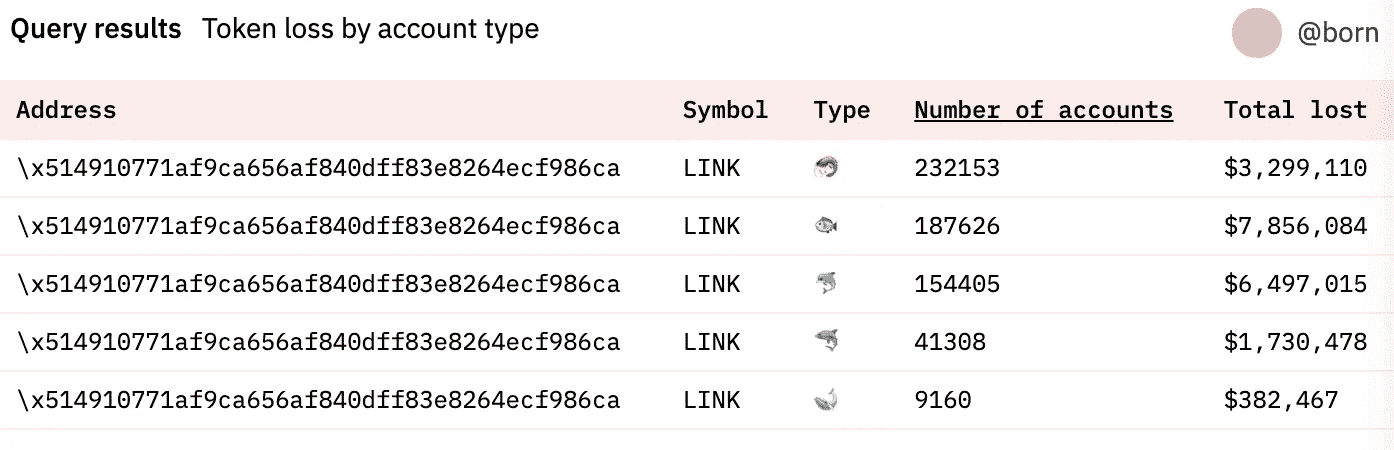 Query results Token loss by account type @born
Address Symbol Type Number of accounts Total lost
\x514910771af9ca656af840dff83e8264ecf986ca LINK 🦐 232153 $3,299,110
\x514910771af9ca656af840dff83e8264ecf986ca LINK 🐟 187626 $7,856,084
\x514910771af9ca656af840dff83e8264ecf986ca LINK 🐬 154405 $6,497,015
\x514910771af9ca656af840dff83e8264ecf986ca LINK 🦈 41308 $1,730,478
\x514910771af9ca656af840dff83e8264ecf986ca LINK 🐋 9160 $382,467